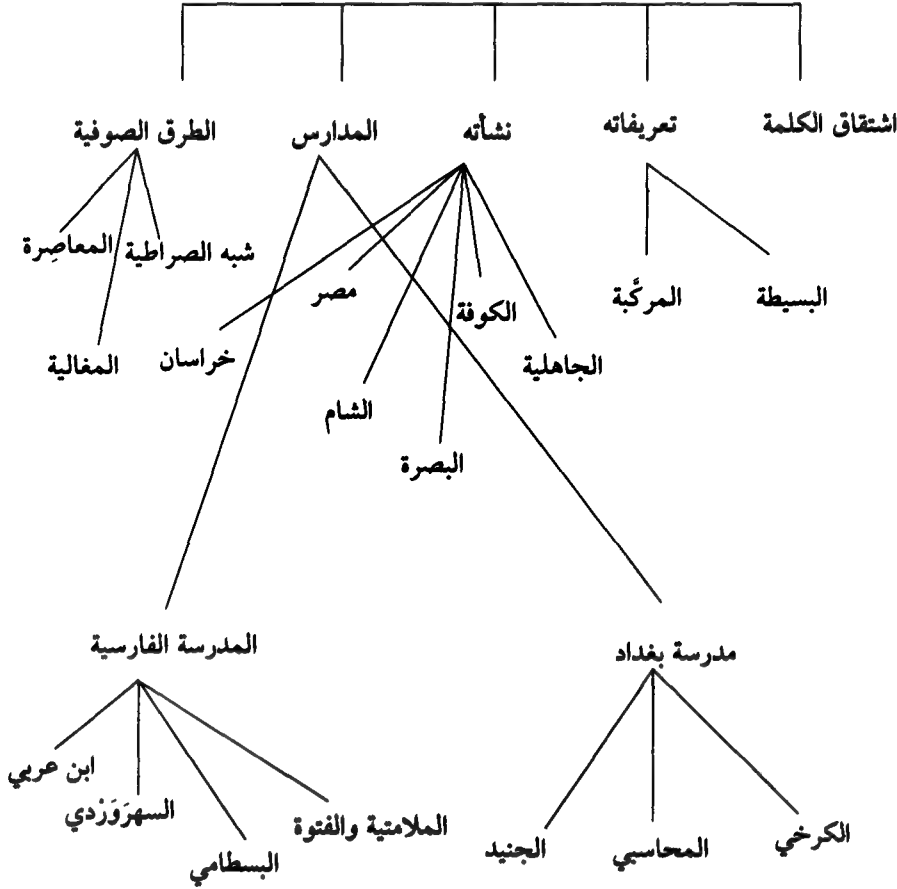 اشتقاق الكلمة
تعريفاته
نشأته
المدارس
الطرق الصوفية
البسيطة
المركَّبة
الجاهلية
الكوفة
البصرة
الشام
مصر
خراسان
شبه الصراطية
المغالية
المعاصِرة
مدرسة بغداد
المدرسة الفارسية
الكرخي
المحاسبي
الجنيد
الملامتية والفتوة
البسطامي
السهرَوَرْدي
ابن عربي